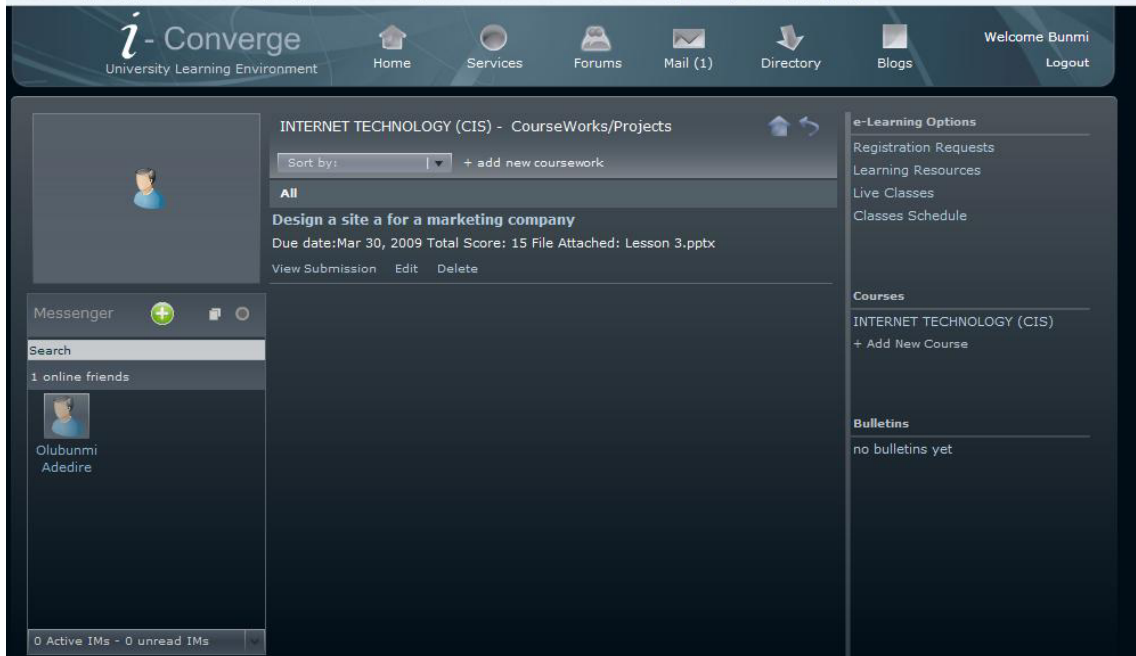 i - Converge
University Learning Environment
Home
Services
Forums
Mail (1)
Directory
Blogs
Welcome Bunmi
Logout
INTERNET TECHNOLOGY (CIS) - CourseWorks/Projects
Sort by:
+ add new coursework
All
Design a site a for a marketing company
Due date:Mar 30, 2009 Total Score: 15 File Attached: Lesson 3.pptx
View Submission Edit Delete
Messenger
Search
1 online friends
Olubunmi
Adedire
0 Active IMs - 0 unread IMs
e-Learning Options
Registration Requests
Learning Resources
Live Classes
Classes Schedule
Courses
INTERNET TECHNOLOGY (CIS)
+ Add New Course
Bulletins
no bulletins yet